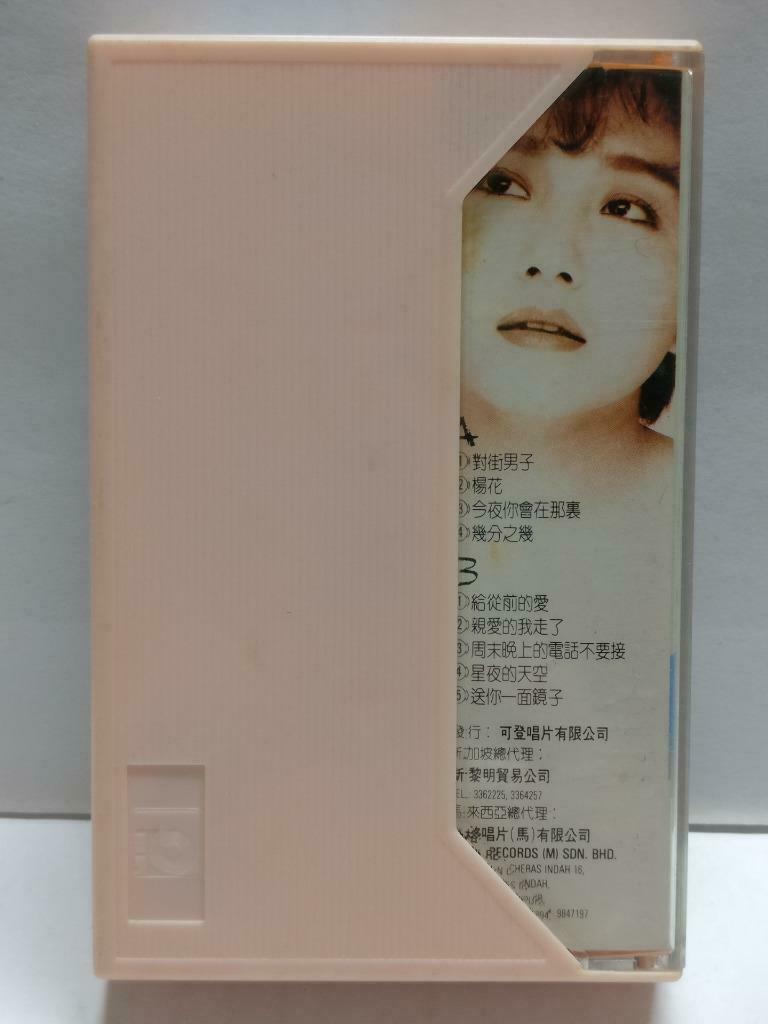 A
① 對街男子
② 楊花
③ 今夜你會在那裏
④ 幾分之幾
B
① 給從前的愛
② 親愛的我走了
③ 周末晚上的電話不要接
④ 星夜的天空
⑤ 送你一面鏡子
發行：可登唱片有限公司
新加坡總代理：
新黎明貿易公司
TEL. 3362225, 3364257
馬來西亞總代理：
格唱片(馬)有限公司
RECORDS (M) SDN. BHD.
CHERAS INDAH 16,
INDAH,
9847197